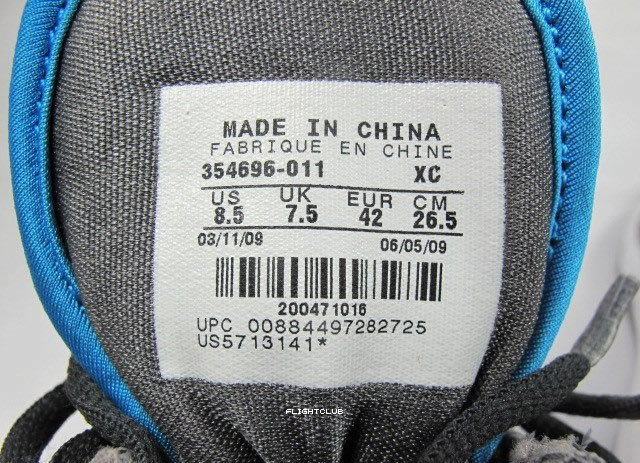 MADE IN CHINA
FABRIQUE EN CHINE
354696-011 XC
US UK EUR CM
8.5 7.5 42 26.5
03/11/09 06/05/09
200471016
UPC 00884497282725
US5713141*
FLIGHTCLUB